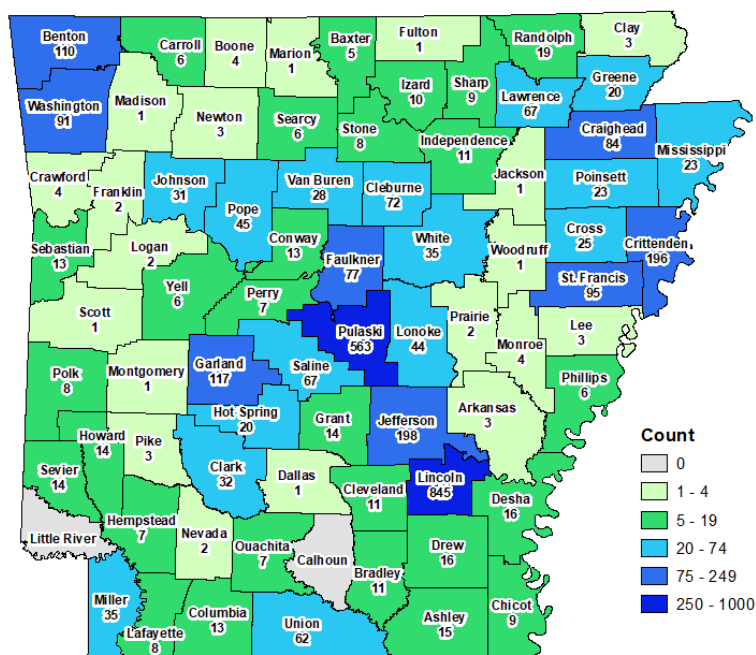 Benton
110
Carroll
6
Boone
4
Marion
1
Baxter
5
Fulton
1
Randolph
19
Clay
3
Izard
10
Sharp
9
Lawrence
67
Greene
20
Washington
91
Madison
1
Newton
3
Searcy
6
Stone
8
Independence
11
Craighead
84
Mississippi
23
Crawford
4
Franklin
2
Johnson
31
Pope
45
Van Buren
28
Cleburne
72
Jackson
1
Poinsett
23
Sebastian
13
Logan
2
Conway
13
Faulkner
77
White
35
Woodruff
1
Cross
25
Crittenden
196
Scott
1
Yell
6
Perry
7
St. Francis
95
Pulaski
563
Lonoke
44
Prairie
2
Monroe
4
Lee
3
Polk
8
Montgomery
1
Garland
117
Saline
67
Phillips
6
Hot Spring
20
Grant
14
Jefferson
198
Arkansas
3
Howard
14
Pike
3
Sevier
14
Clark
32
Dallas
1
Cleveland
11
Lincoln
845
Desha
16
Little River
Hempstead
7
Nevada
2
Ouachita
7
Calhoun
Bradley
11
Drew
16
Miller
35
Lafayette
8
Columbia
13
Union
62
Ashley
15
Chicot
9
Count
0
1 - 4
5 - 19
20 - 74
75 - 249
250 - 1000